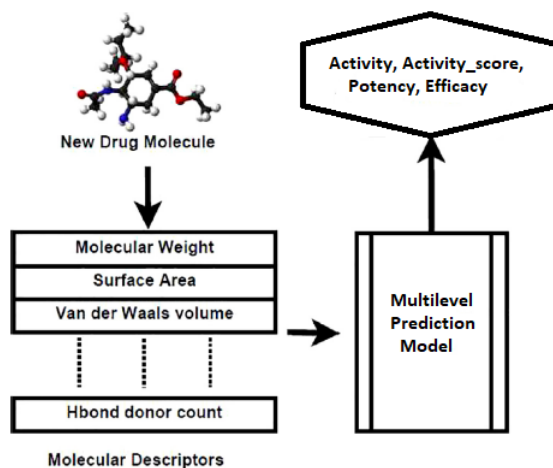 New Drug Molecule
Molecular Weight
Surface Area
Van der Waals volume
Hbond donor count
Molecular Descriptors
Multilevel
Prediction
Model
Activity, Activity_score,
Potency, Efficacy